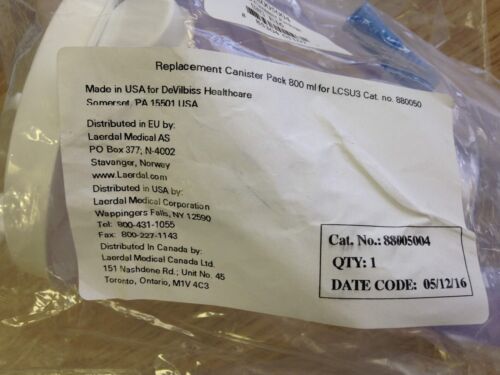 Replacement Canister Pack 800 ml for LCSU3 Cat. no. 880050
Made in USA for DeVilbiss Healthcare
Somerset, PA 15501 USA
Distributed in EU by:
Laerdal Medical AS
PO Box 377; N-4002
Stavanger, Norway
www.Laerdal.com
Distributed in USA by:
Laerdal Medical Corporation
Wappingers Falls, NY 12590
Tel: 800-431-1055
Fax: 800-227-1143
Distributed In Canada by:
Laerdal Medical Canada Ltd.
151 Nashdene Rd.; Unit No. 45
Toronto, Ontario, M1V 4C3
Cat. No.: 88005004
QTY: 1
DATE CODE: 05/12/16